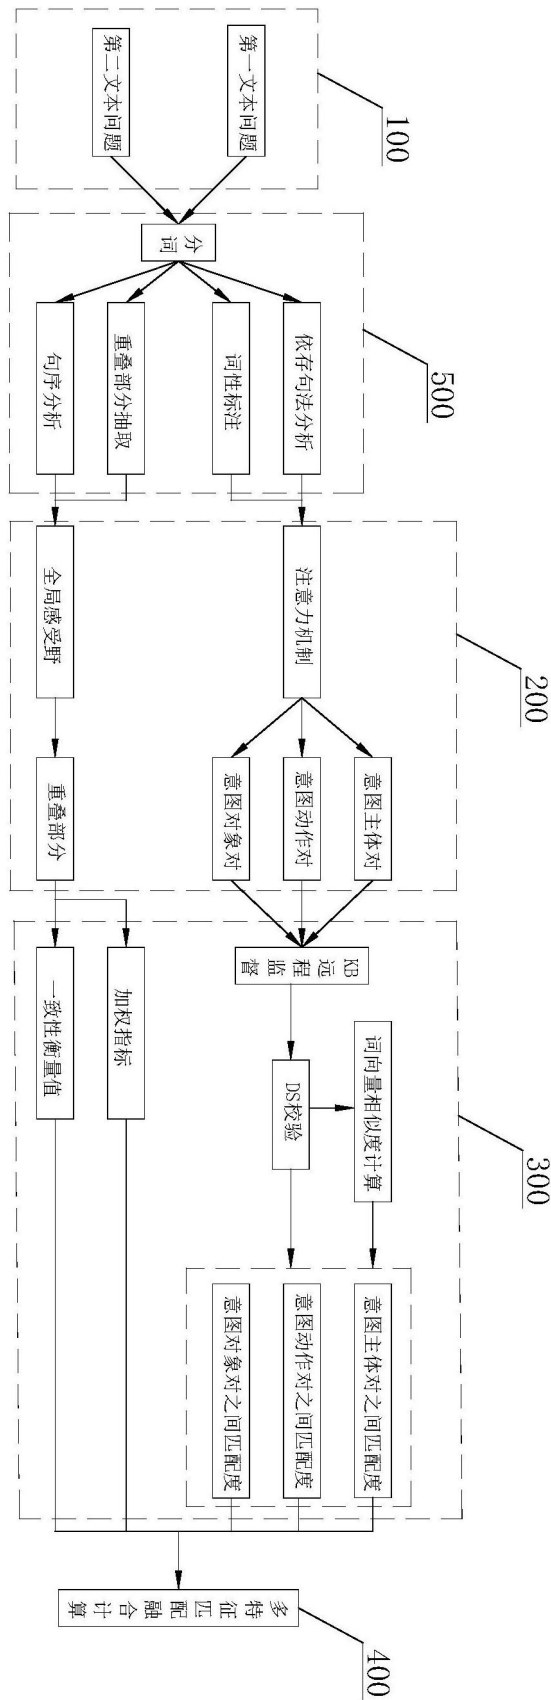 100
第一文本问题
第二文本问题
500
分词
依存句法分析
词性标注
重叠部分抽取
句序分析
200
注意力机制
全局感受野
意图主体对
意图动作对
意图对象对
重叠部分
300
KB远程监督
DS校验
词向量相似度计算
加权指标
一致性衡量值
意图主体对之间匹配度
意图动作对之间匹配度
意图对象对之间匹配度
400
多特征匹配融合计算